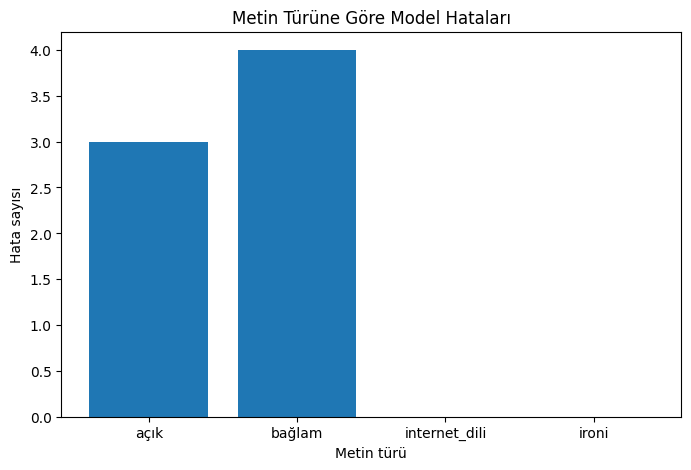 Metin Türüne Göre Model Hataları
4.0
3.5
3.0
2.5
2.0
1.5
1.0
0.5
0.0
Hata sayısı
açık bağlam internet_dili ironi
Metin türü